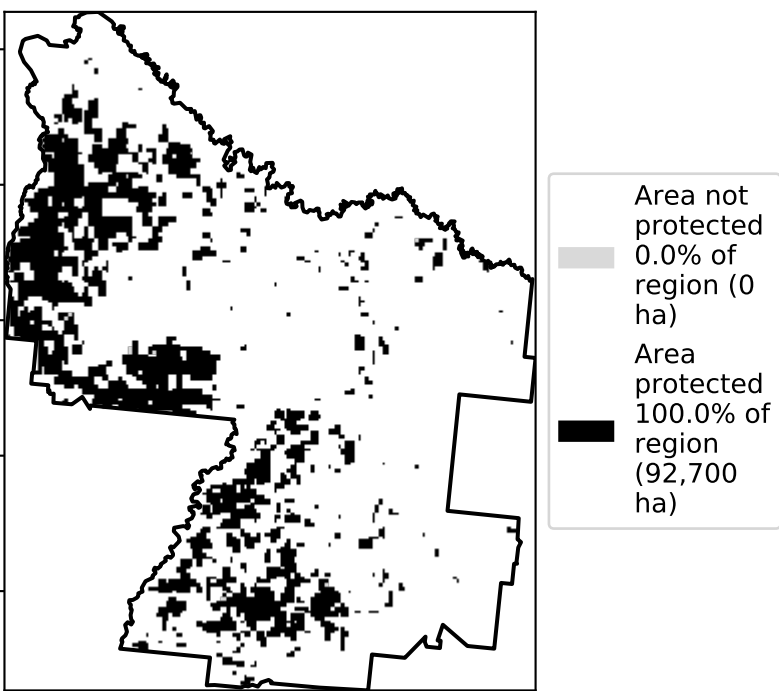 Area not
protected
0.0% of
region (0
ha)
Area
protected
100.0% of
region
(92,700
ha)